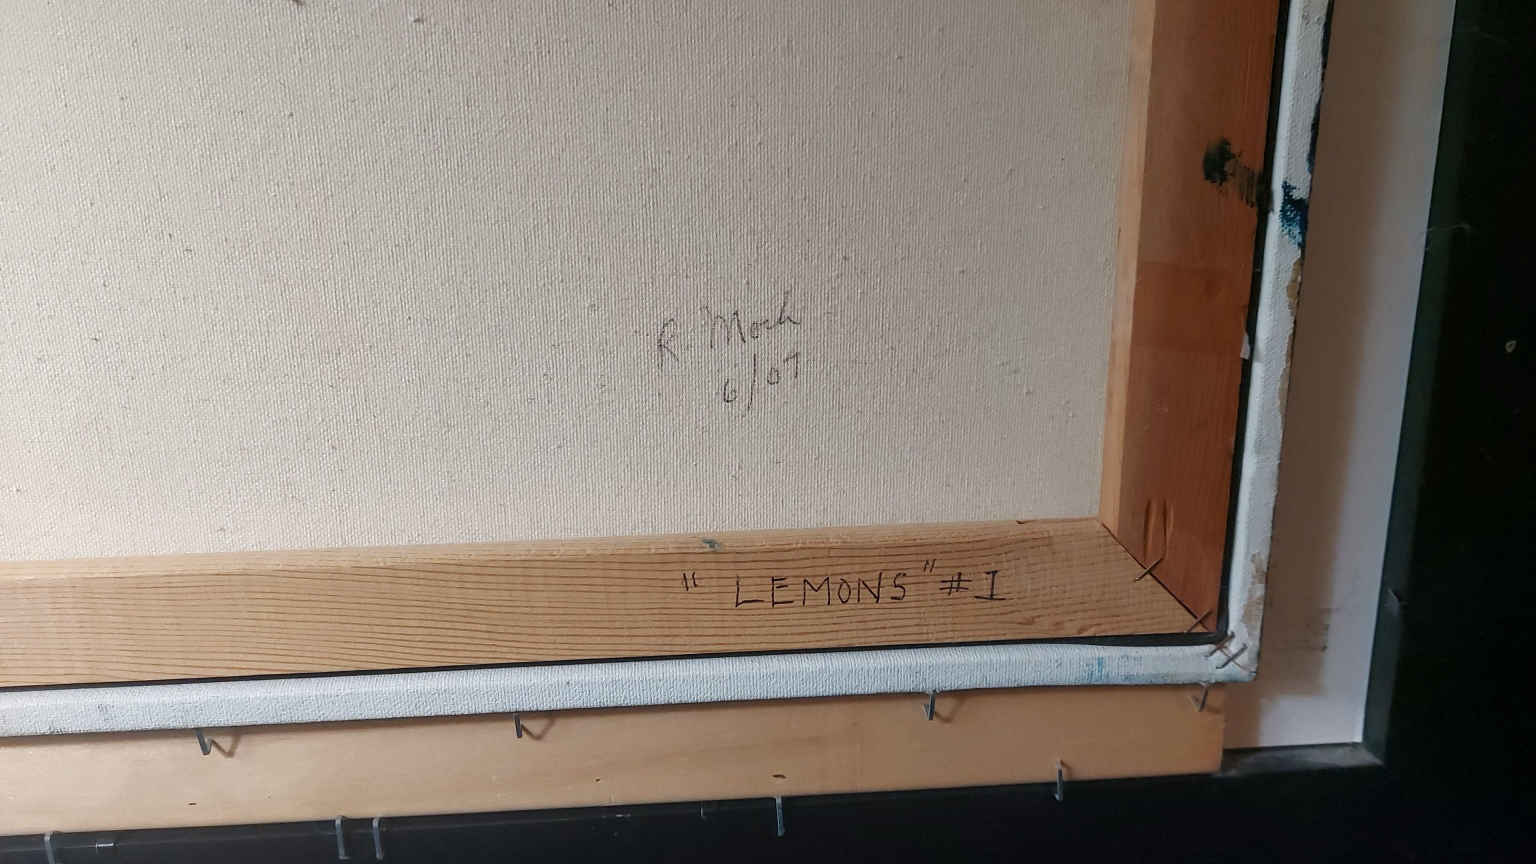 R. Moch
6/07
" LEMONS " # I